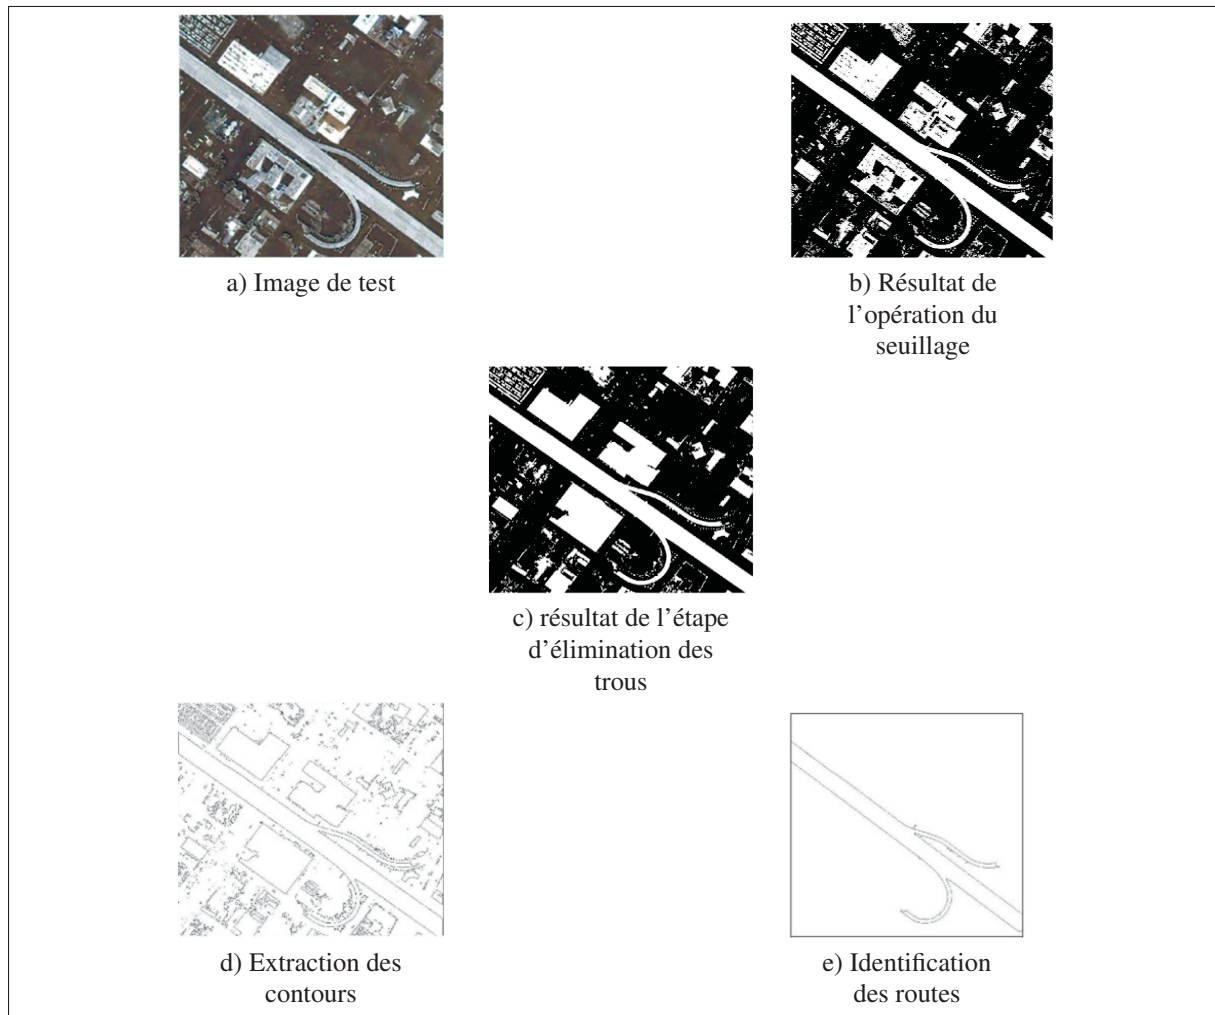 a) Image de test
b) Résultat de
l’opération du
seuillage
c) résultat de l’étape
d’élimination des
trous
d) Extraction des
contours
e) Identification
des routes